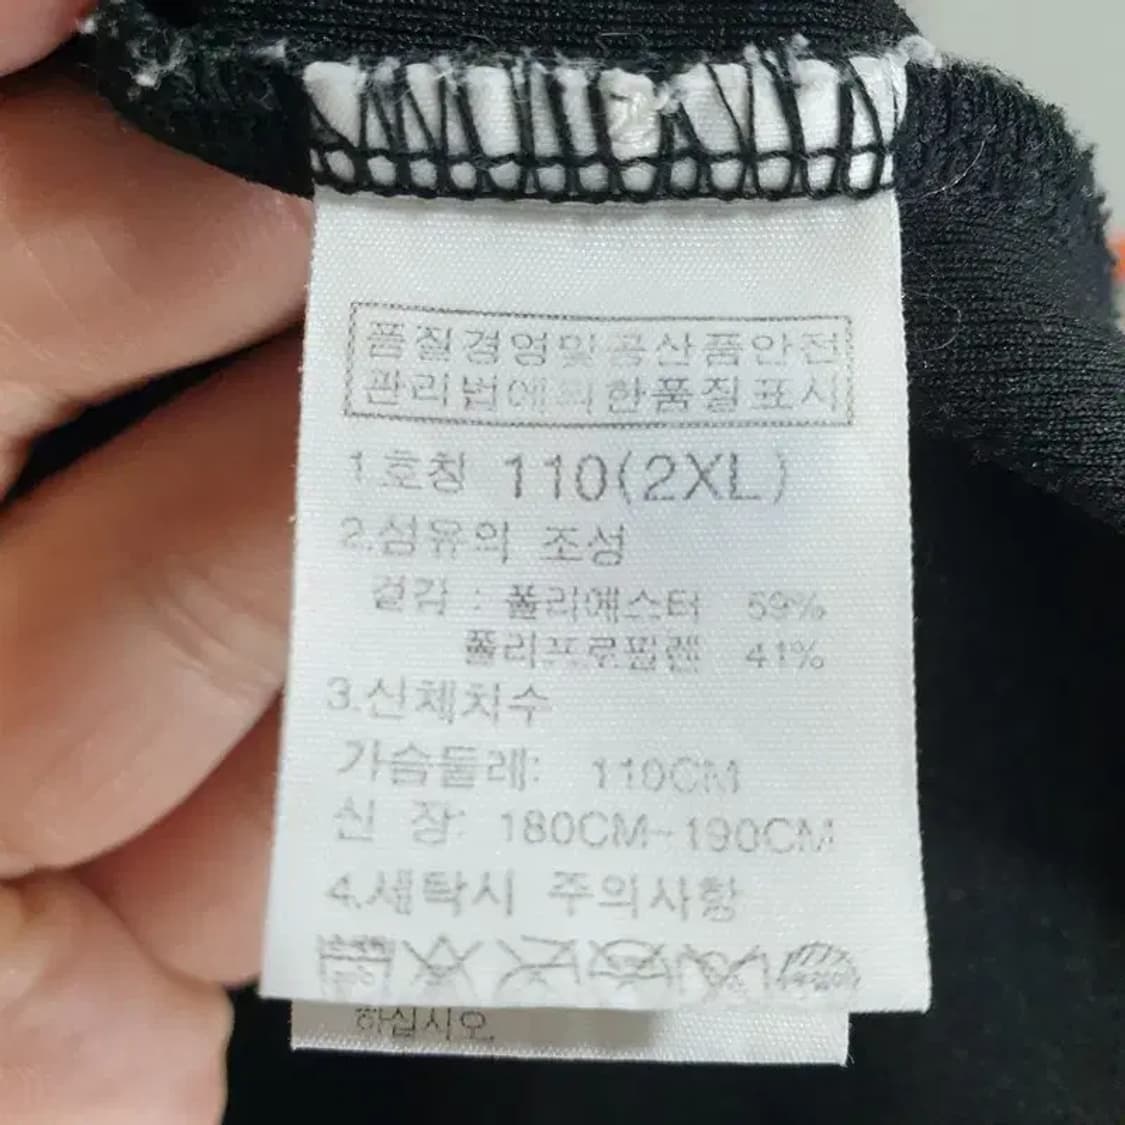 품질경영및공산품안전
관리법에의한품질표시
1.호칭 110(2XL)
2.섬유의 조성
겉감 : 폴리에스터 59%
폴리프로필렌 41%
3.신체치수
가슴둘레: 110CM
신 장: 180CM~190CM
4.세탁시 주의사항
하십시오.